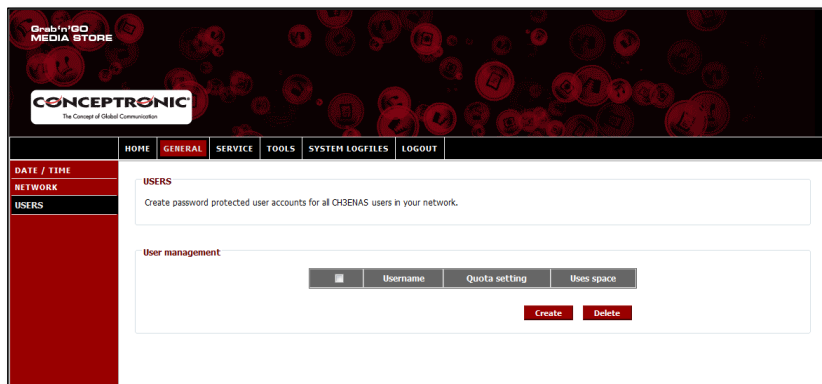 Grab'n'GO
MEDIA STORE
CONCEPTRONIC
The Concept of Global Communication
HOME GENERAL SERVICE TOOLS SYSTEM LOGFILES LOGOUT
DATE / TIME
NETWORK
USERS
USERS
Create password protected user accounts for all CH3ENAS users in your network.
User management
Username Quota setting Uses space
Create Delete